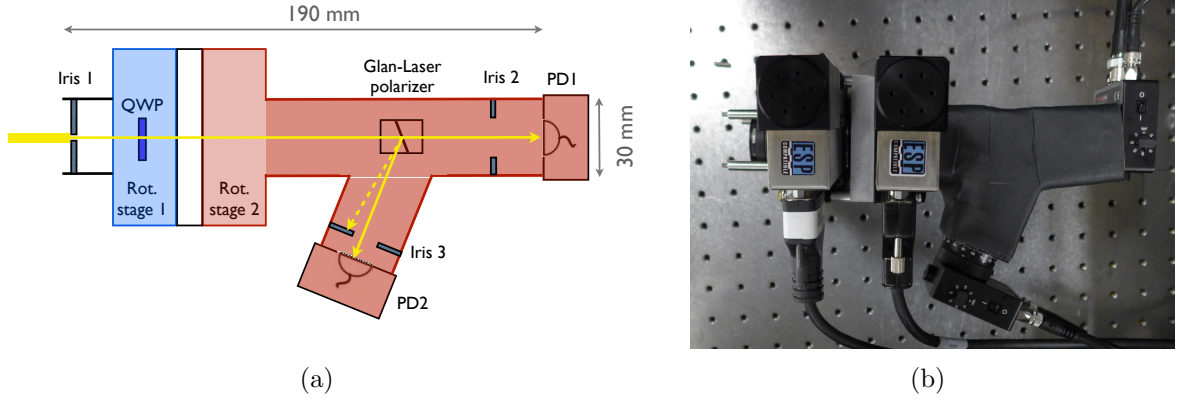 190 mm
Iris 1
QWP
Rot.
stage 1
Rot.
stage 2
Glan-Laser
polarizer
Iris 2
PD1
30 mm
Iris 3
PD2
ESP
ESP
(a)
(b)